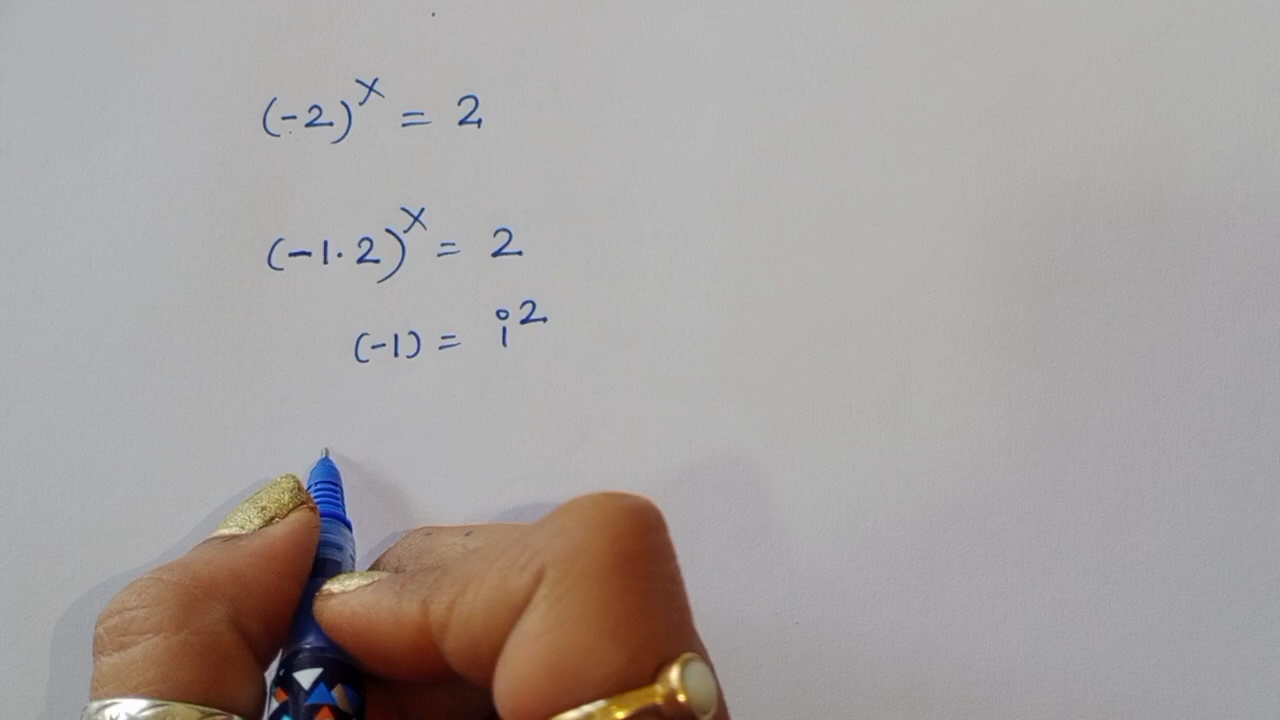 (-2)^x = 2
(-1·2)^x = 2
(-1) = i^2